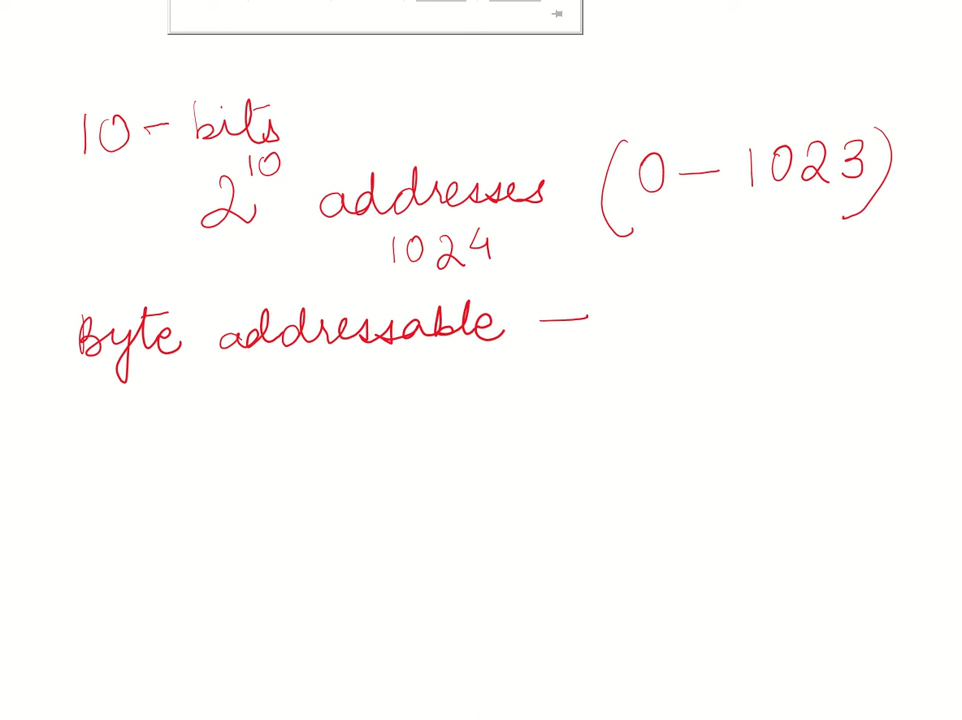 10 - bits
2^10 addresses (0 - 1023)
1024
Byte addressable —